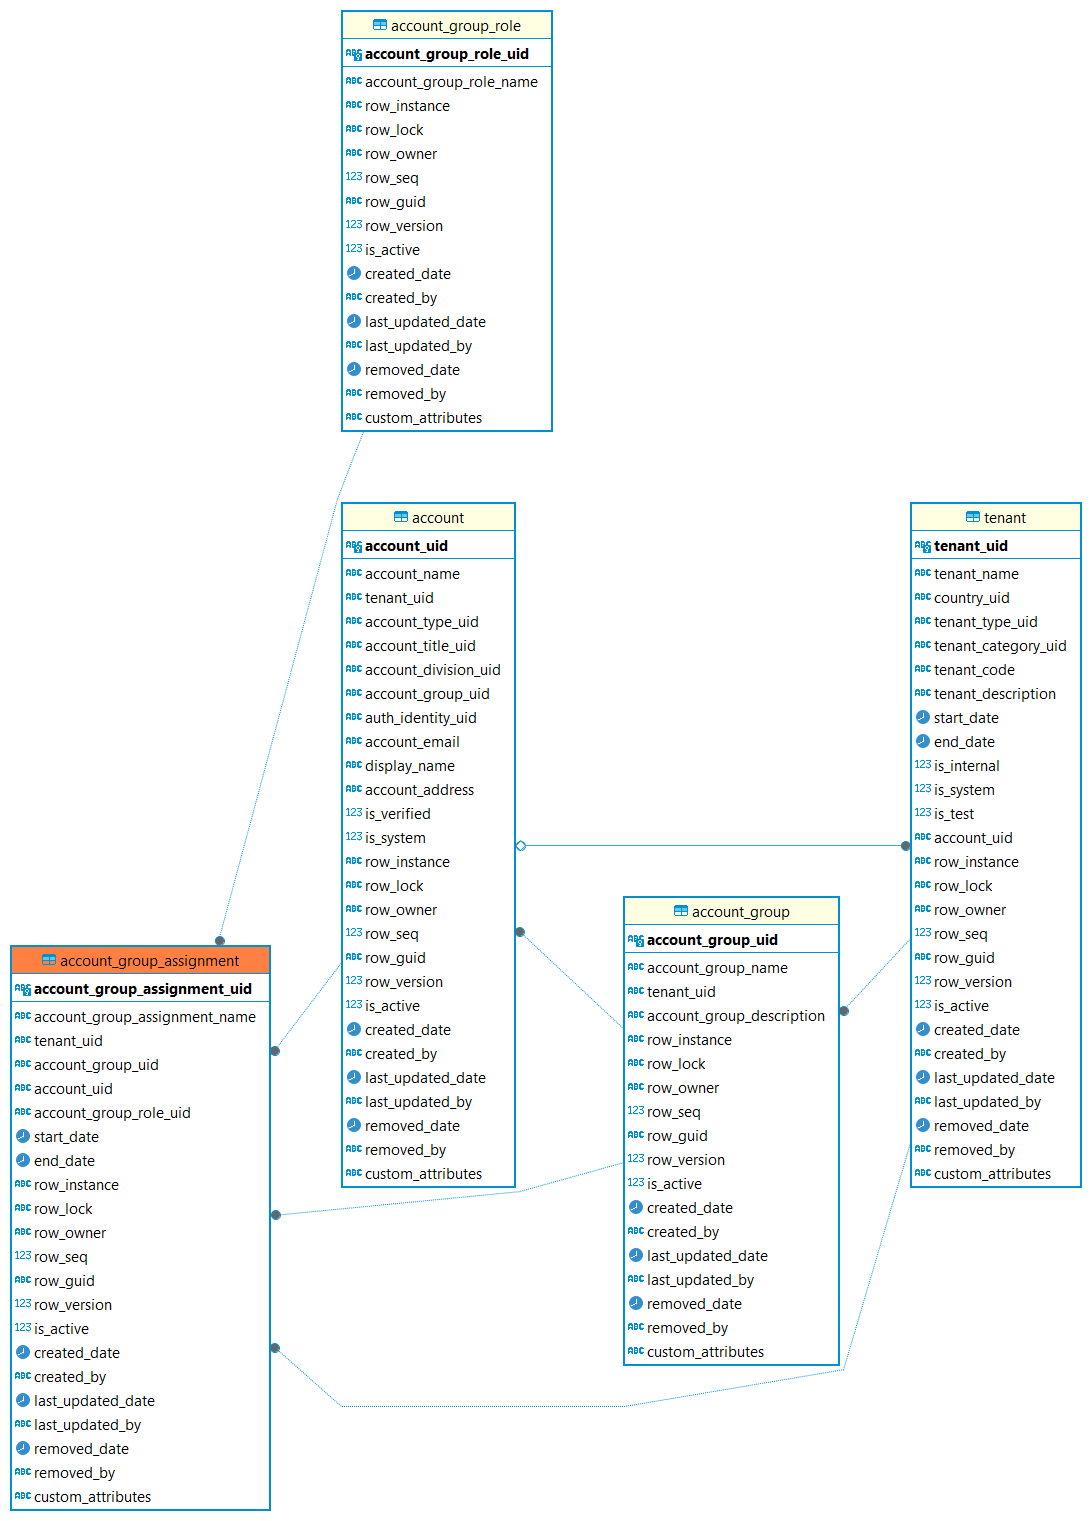 account_group_role
account_group_role_uid
account_group_role_name
row_instance
row_lock
row_owner
row_seq
row_guid
row_version
is_active
created_date
created_by
last_updated_date
last_updated_by
removed_date
removed_by
custom_attributes
account
account_uid
account_name
tenant_uid
account_type_uid
account_title_uid
account_division_uid
account_group_uid
auth_identity_uid
account_email
display_name
account_address
is_verified
is_system
row_instance
row_lock
row_owner
row_seq
row_guid
row_version
is_active
created_date
created_by
last_updated_date
last_updated_by
removed_date
removed_by
custom_attributes
tenant
tenant_uid
tenant_name
country_uid
tenant_type_uid
tenant_category_uid
tenant_code
tenant_description
start_date
end_date
is_internal
is_system
is_test
account_uid
row_instance
row_lock
row_owner
row_seq
row_guid
row_version
is_active
created_date
created_by
last_updated_date
last_updated_by
removed_date
removed_by
custom_attributes
account_group
account_group_uid
account_group_name
tenant_uid
account_group_description
row_instance
row_lock
row_owner
row_seq
row_guid
row_version
is_active
created_date
created_by
last_updated_date
last_updated_by
removed_date
removed_by
custom_attributes
account_group_assignment
account_group_assignment_uid
account_group_assignment_name
tenant_uid
account_group_uid
account_uid
account_group_role_uid
start_date
end_date
row_instance
row_lock
row_owner
row_seq
row_guid
row_version
is_active
created_date
created_by
last_updated_date
last_updated_by
removed_date
removed_by
custom_attributes